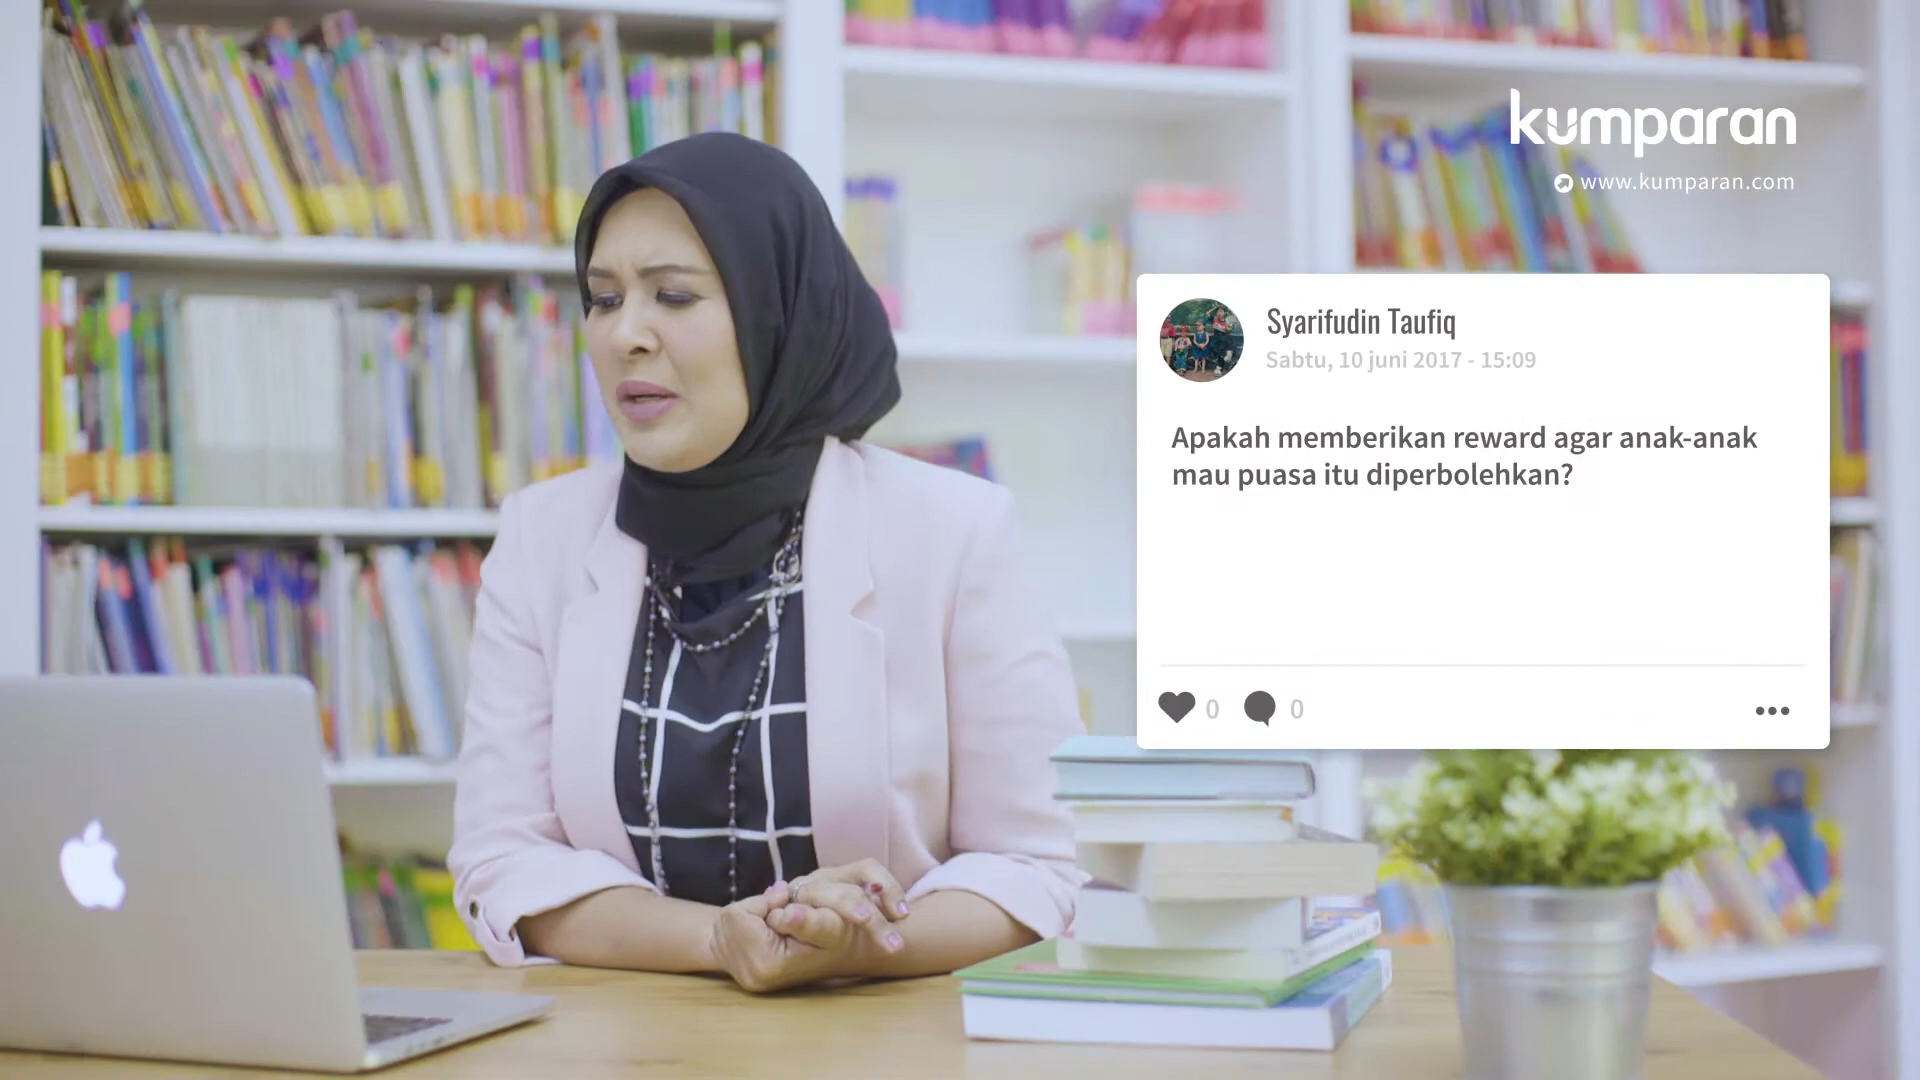 kumparan
www.kumparan.com
Syarifudin Taufiq
Sabtu, 10 juni 2017 - 15:09
Apakah memberikan reward agar anak-anak
mau puasa itu diperbolehkan?
0 0